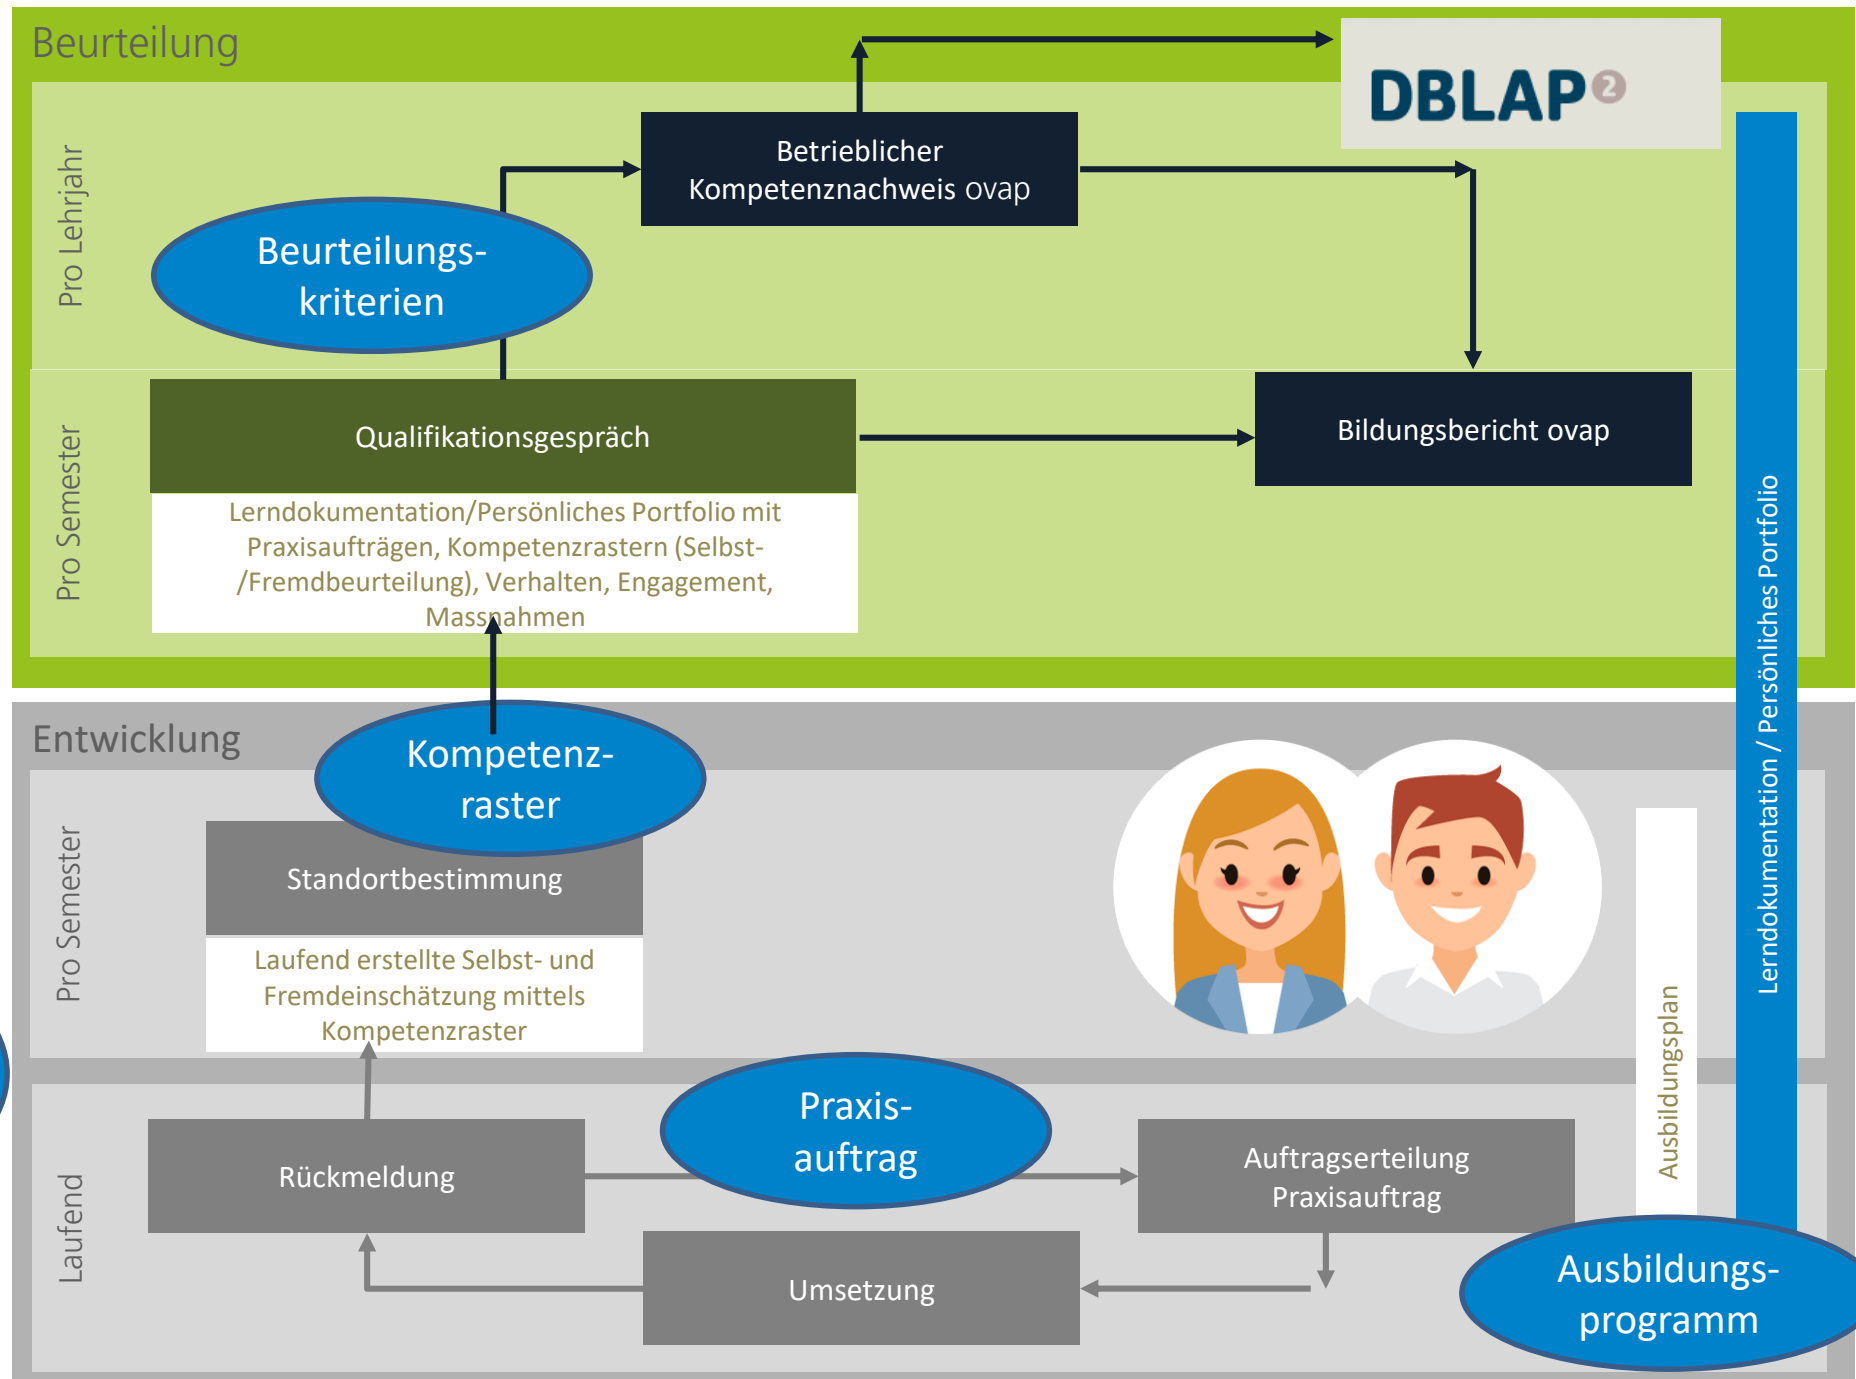 Beurteilung
DBLAP2
Pro Lehrjahr
Betrieblicher
Kompetenznachweis ovap
Beurteilungs-
kriterien
Pro Semester
Qualifikationsgespräch
Bildungsbericht ovap
Lerndokumentation/Persönliches Portfolio mit
Praxisaufträgen, Kompetenzrastern (Selbst-
/Fremdbeurteilung), Verhalten, Engagement,
Massnahmen
Lerndokumentation / Persönliches Portfolio
Entwicklung
Kompetenz-
raster
Pro Semester
Standortbestimmung
Laufend erstellte Selbst- und
Fremdeinschätzung mittels
Kompetenzraster
Ausbildungsplan
Laufend
Praxis-
auftrag
Rückmeldung
Auftragserteilung
Praxisauftrag
Umsetzung
Ausbildungs-
programm